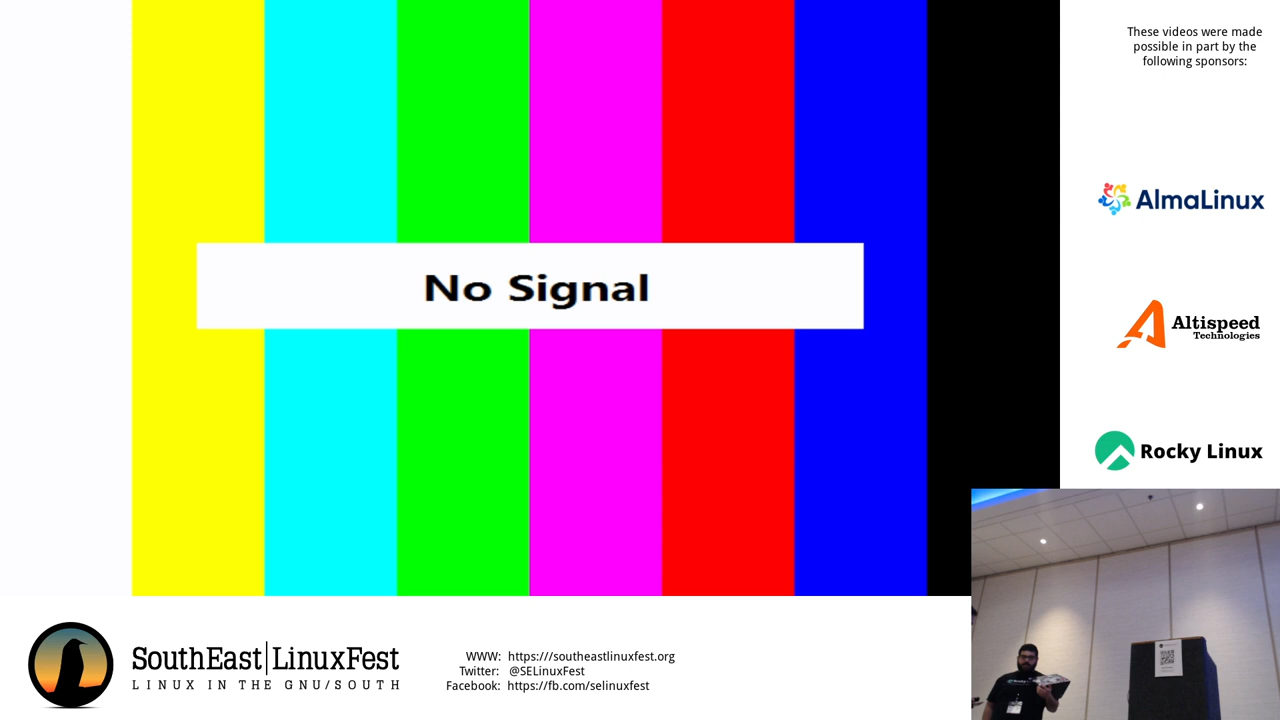 These videos were made
possible in part by the
following sponsors:
AlmaLinux
Altispeed
Technologies
Rocky Linux
No Signal
SouthEast LinuxFest
LINUX IN THE GNU/SOUTH
WWW: https:///southeastlinuxfest.org
Twitter: @SELinuxFest
Facebook: https://fb.com/selinuxfest